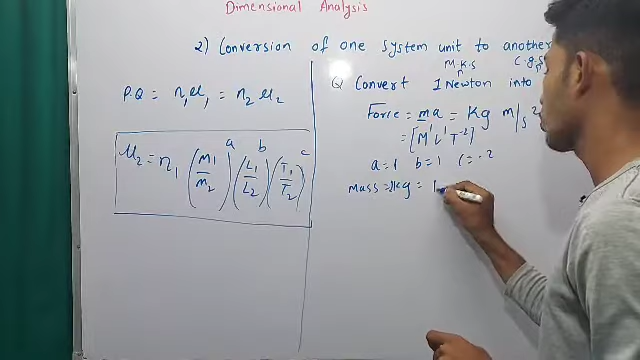 Dimensional Analysis
2) Conversion of one system unit to another
M.K.S C.G.S
P.Q = n₁u₁ = n₂u₂
Q Convert 1 Newton into
Force = ma = Kg m/s²
= [M¹L¹T⁻²]
a=1 b=1 c=-2
Mass = 1kg = 1
u₂ = n₁ (M₁/M₂)ᵃ (L₁/L₂)ᵇ (T₁/T₂)ᶜ